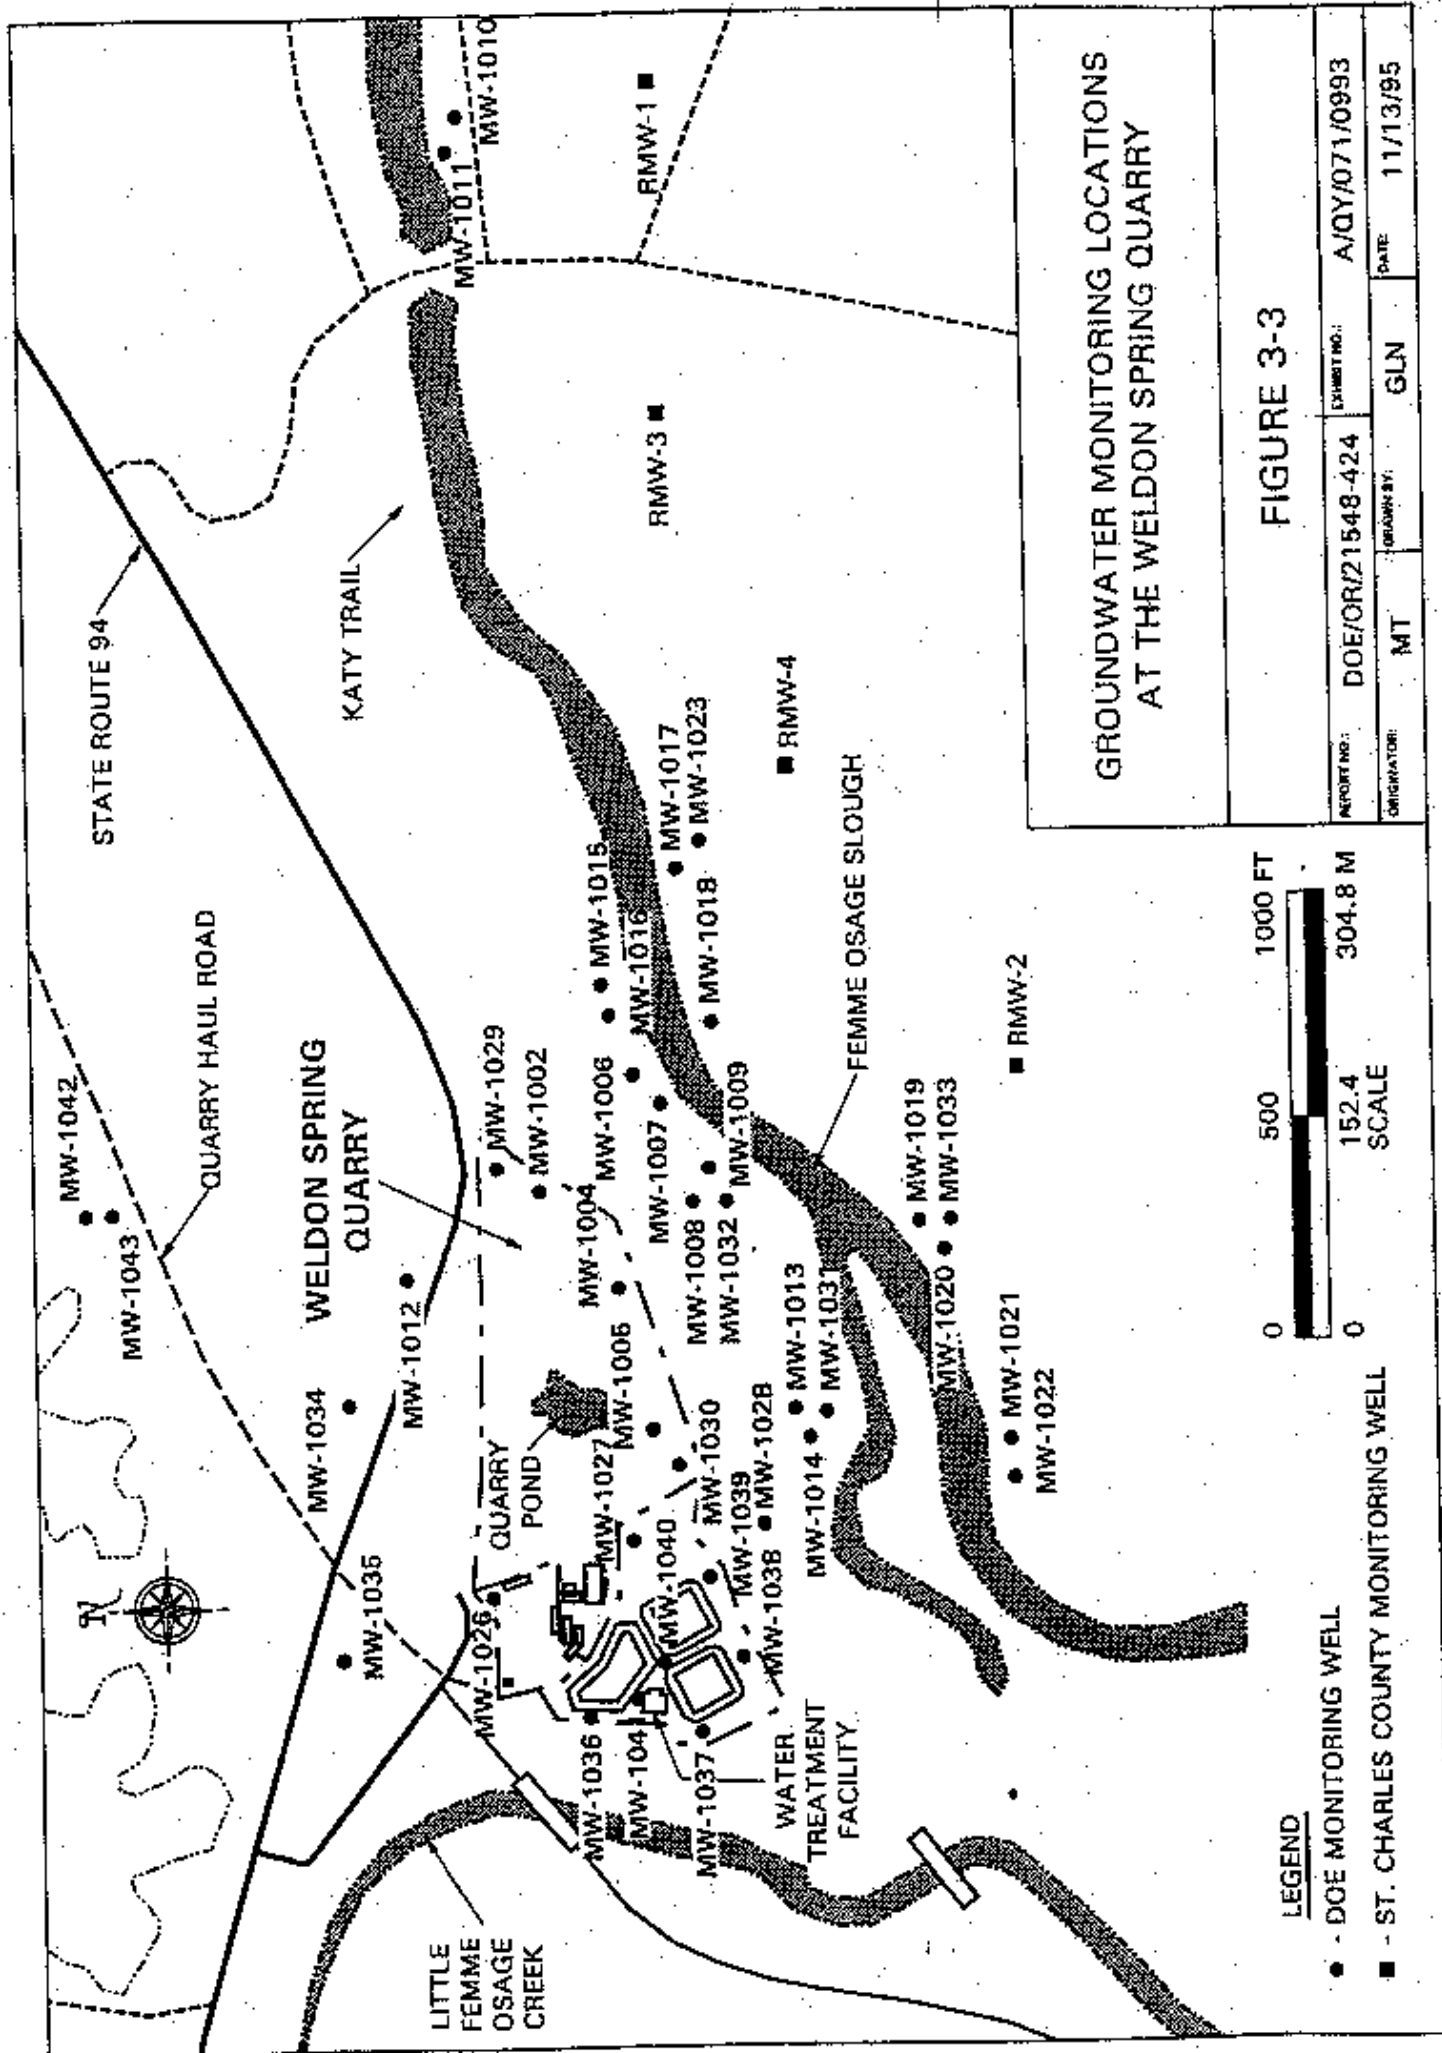 STATE ROUTE 94
KATY TRAIL
MW-1011
MW-1010
RMW-1
RMW-3
MW-1042
MW-1043
QUARRY HAUL ROAD
WELDON SPRING
QUARRY
MW-1029
MW-1002
MW-1034
MW-1012
MW-1035
N
MW-1004
MW-1006
MW-1015
MW-1016
MW-1017
MW-1023
MW-1018
RMW-4
MW-1007
MW-1009
MW-1008
MW-1032
FEMME OSAGE SLOUGH
MW-1005
QUARRY
POND
MW-1027
MW-1030
MW-1028
MW-1013
MW-1031
MW-1014
MW-1019
MW-1033
MW-1020
RMW-2
MW-1021
MW-1022
MW-1026
MW-1040
MW-1039
MW-1038
MW-1036
MW-104
MW-1037
WATER
TREATMENT
FACILITY
LITTLE
FEMME
OSAGE
CREEK
LEGEND
- DOE MONITORING WELL
- ST. CHARLES COUNTY MONITORING WELL
0 500 1000 FT
0 152.4 304.8 M
SCALE
GROUNDWATER MONITORING LOCATIONS
AT THE WELDON SPRING QUARRY
FIGURE 3-3
REPORT NO.: DOE/OR/21548-424 EXHIBIT NO.: A/QY/071/0993
ORIGINATOR: MT DRAWN BY: GLN DATE: 11/13/95